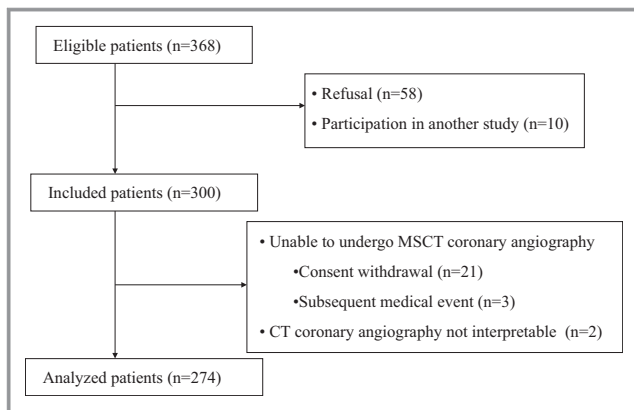 Eligible patients (n=368)
• Refusal (n=58)
• Participation in another study (n=10)
Included patients (n=300)
• Unable to undergo MSCT coronary angiography
•Consent withdrawal (n=21)
•Subsequent medical event (n=3)
• CT coronary angiography not interpretable (n=2)
Analyzed patients (n=274)